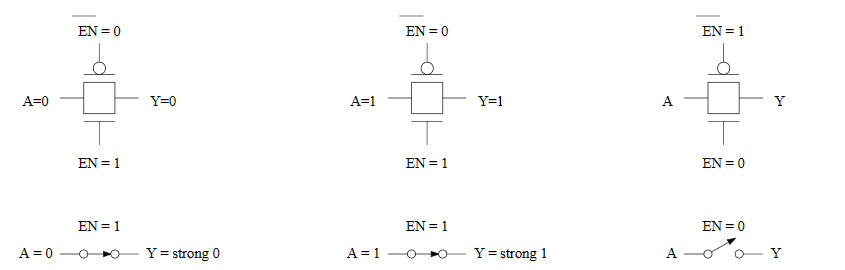 EN = 0 EN = 0 EN = 1
A=0 Y=0 A=1 Y=1 A Y
EN = 1 EN = 1 EN = 0
EN = 1 EN = 1 EN = 0
A = 0 Y = strong 0 A = 1 Y = strong 1 A Y